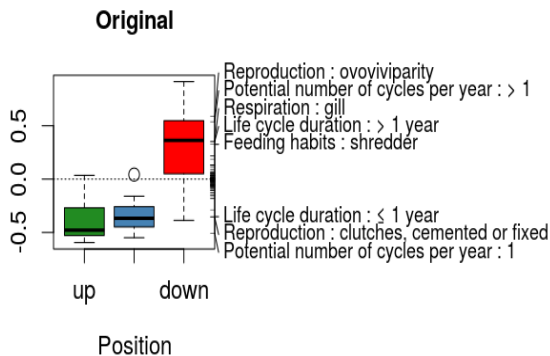 Original
Reproduction : ovoviviparity
Potential number of cycles per year : > 1
Respiration : gill
Life cycle duration : > 1 year
Feeding habits : shredder
0.5
0.0
-0.5
Life cycle duration : ≤ 1 year
Reproduction : clutches, cemented or fixed
Potential number of cycles per year : 1
up
down
Position